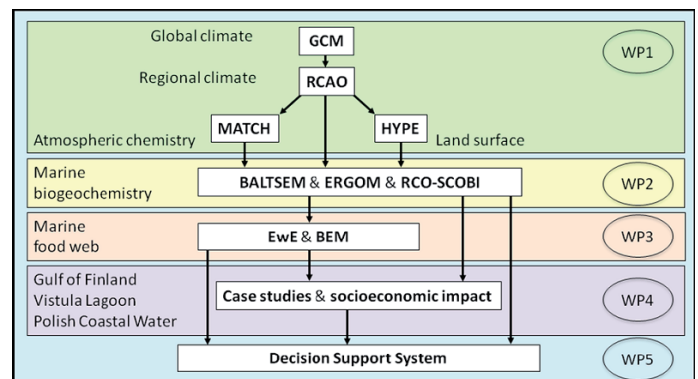 Global climate
GCM
WP1
Regional climate
RCAO
MATCH
HYPE
Atmospheric chemistry
Land surface
Marine
biogeochemistry
BALTSEM & ERGOM & RCO-SCOBI
WP2
Marine
food web
EwE & BEM
WP3
Gulf of Finland
Vistula Lagoon
Polish Coastal Water
Case studies & socioeconomic impact
WP4
Decision Support System
WP5